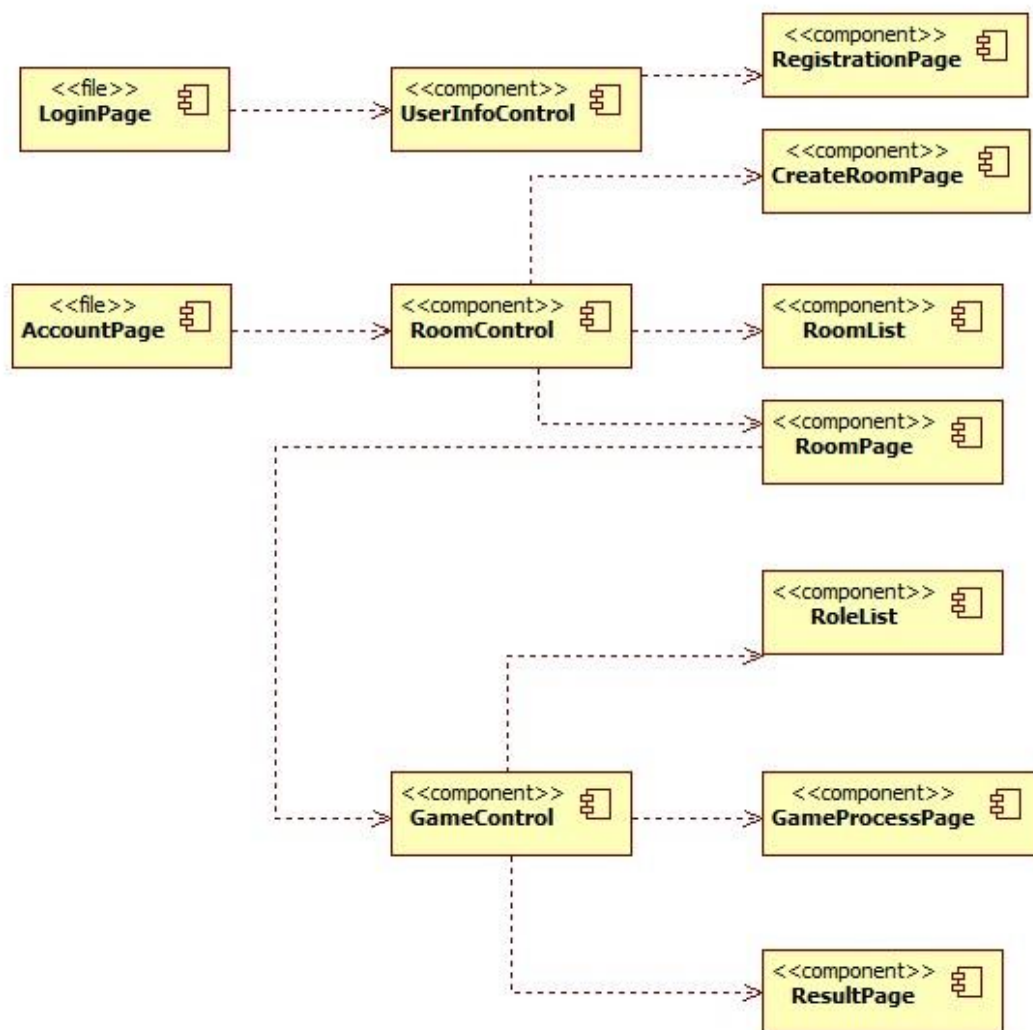 <<component>>
RegistrationPage
<<file>>
LoginPage
<<component>>
UserInfoControl
<<component>>
CreateRoomPage
<<file>>
AccountPage
<<component>>
RoomControl
<<component>>
RoomList
<<component>>
RoomPage
<<component>>
RoleList
<<component>>
GameControl
<<component>>
GameProcessPage
<<component>>
ResultPage